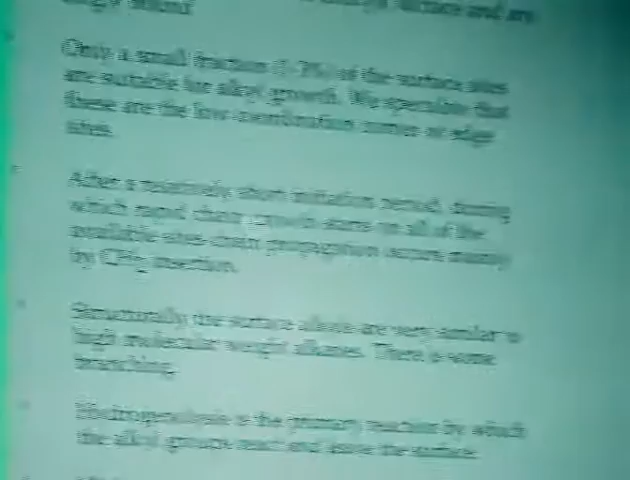 Only a small fraction of the surface sites
are suitable for alkyl growth. We speculate that
these are the low coordination corner or edge
sites.
After a relatively short initiation period, during
which rapid chain growth starts on all of the
available sites chain propagation occurs mainly
by CH₂ insertion.
Structurally, the surface alkyls are very similar to
high molecular weight alkanes. There is some
branching.
Hydrogenolysis is the primary reaction by which
the alkyl groups react and leave the surface.